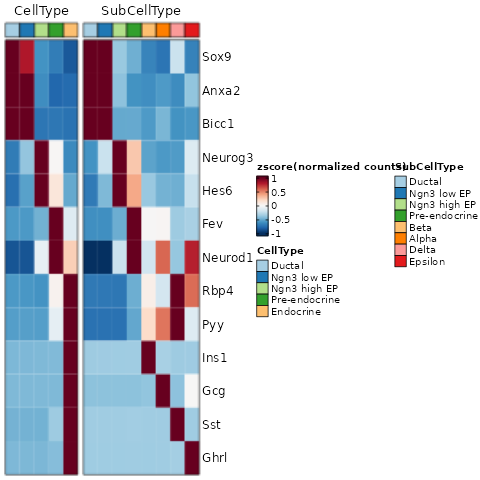 CellType SubCellType
Sox9
Anxa2
Bicc1
Neurog3
Hes6
Fev
Neurod1
Rbp4
Pyy
Ins1
Gcg
Sst
Ghrl
zscore(normalized counts)
1
0.5
0
-0.5
-1
CellType
Ductal
Ngn3 low EP
Ngn3 high EP
Pre-endocrine
Endocrine
SubCellType
Ductal
Ngn3 low EP
Ngn3 high EP
Pre-endocrine
Beta
Alpha
Delta
Epsilon